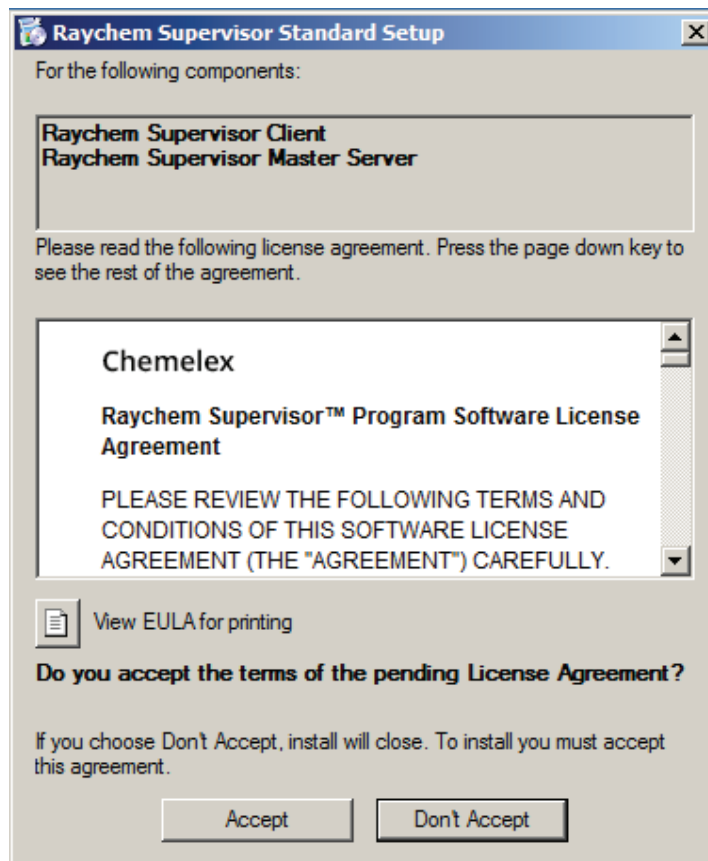 Raychem Supervisor Standard Setup
For the following components:
Raychem Supervisor Client
Raychem Supervisor Master Server
Please read the following license agreement. Press the page down key to
see the rest of the agreement.
Chemelex
Raychem Supervisor™ Program Software License
Agreement
PLEASE REVIEW THE FOLLOWING TERMS AND
CONDITIONS OF THIS SOFTWARE LICENSE
AGREEMENT (THE "AGREEMENT") CAREFULLY.
View EULA for printing
Do you accept the terms of the pending License Agreement?
If you choose Don't Accept, install will close. To install you must accept
this agreement.
Accept Don't Accept